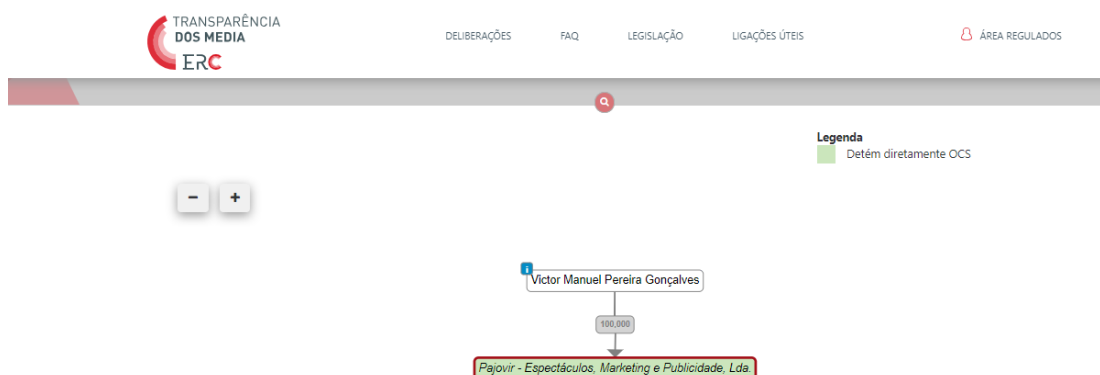 TRANSPARÊNCIA
DOS MEDIA
ERC
DELIBERAÇÕES FAQ LEGISLAÇÃO LIGAÇÕES ÚTEIS ÁREA REGULADOS
Legenda
Detém diretamente OCS
- +
i
Victor Manuel Pereira Gonçalves
100,000
Pajovir - Espectáculos, Marketing e Publicidade, Lda.